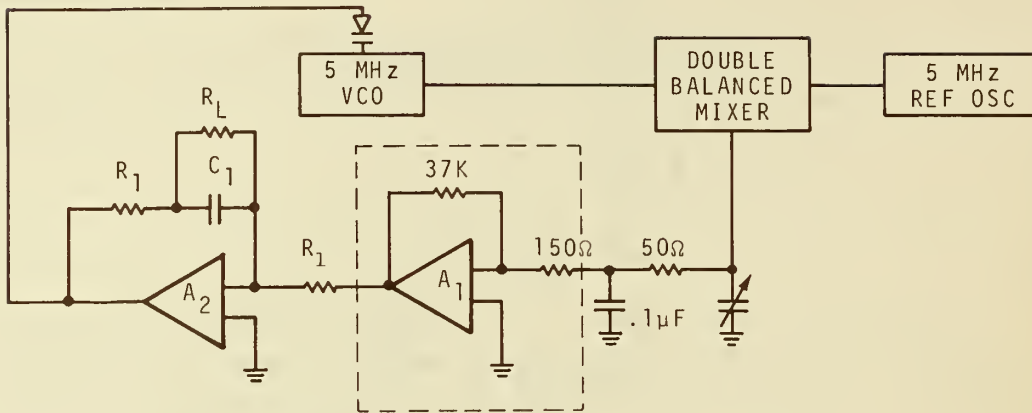 5 MHz
VCO
DOUBLE
BALANCED
MIXER
5 MHz
REF OSC
R_L
C_1
R_1
37K
R_1
A_1
150Ω
50Ω
A_2
.1µF